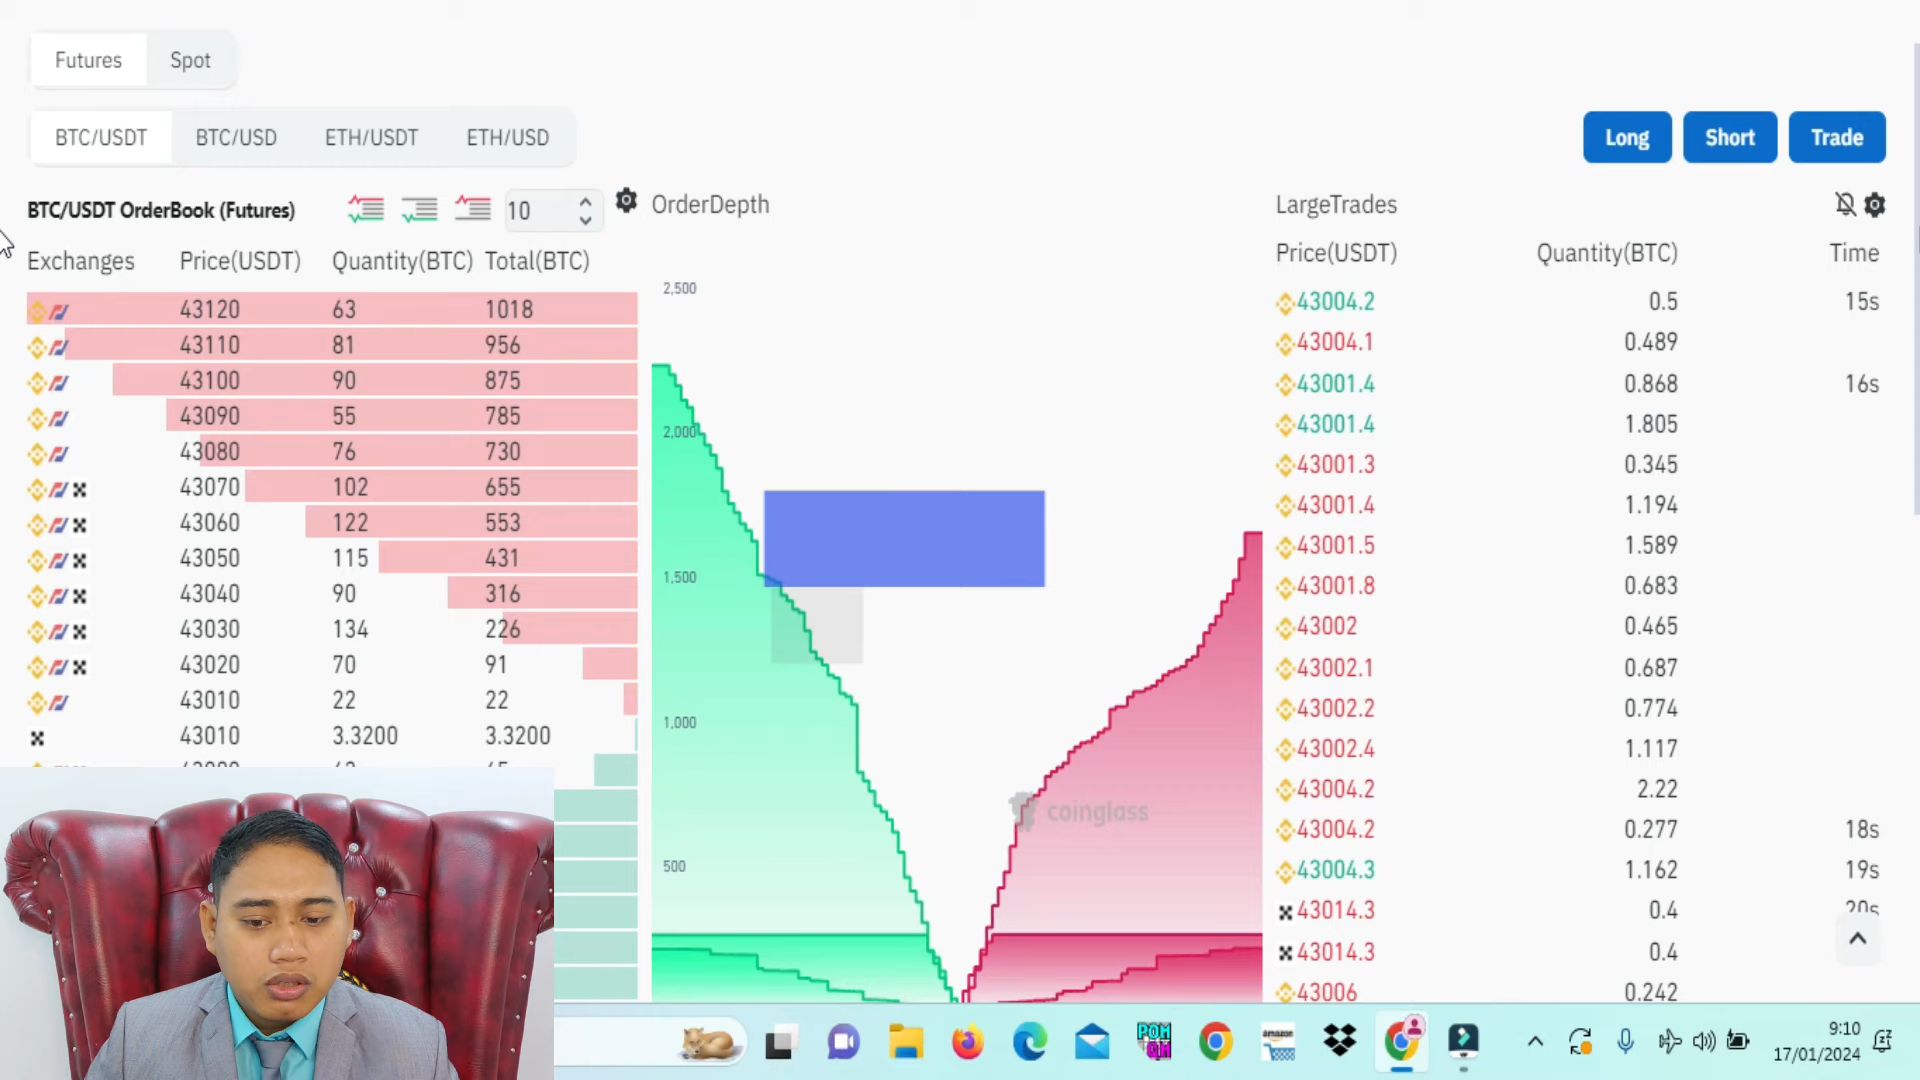 Futures Spot
BTC/USDT BTC/USD ETH/USDT ETH/USD
Long Short Trade
BTC/USDT OrderBook (Futures) 10
OrderDepth
LargeTrades
Exchanges Price(USDT) Quantity(BTC) Total(BTC)
43120 63 1018
43110 81 956
43100 90 875
43090 55 785
43080 76 730
43070 102 655
43060 122 553
43050 115 431
43040 90 316
43030 134 226
43020 70 91
43010 22 22
43010 3.3200 3.3200
2,500
2,000
1,500
1,000
500
coinglass
Price(USDT) Quantity(BTC) Time
43004.2 0.5 15s
43004.1 0.489
43001.4 0.868 16s
43001.4 1.805
43001.3 0.345
43001.4 1.194
43001.5 1.589
43001.8 0.683
43002 0.465
43002.1 0.687
43002.2 0.774
43002.4 1.117
43004.2 2.22
43004.2 0.277 18s
43004.3 1.162 19s
43014.3 0.4 20s
43014.3 0.4
43006 0.242
POM
QM
amazon
9:10
17/01/2024